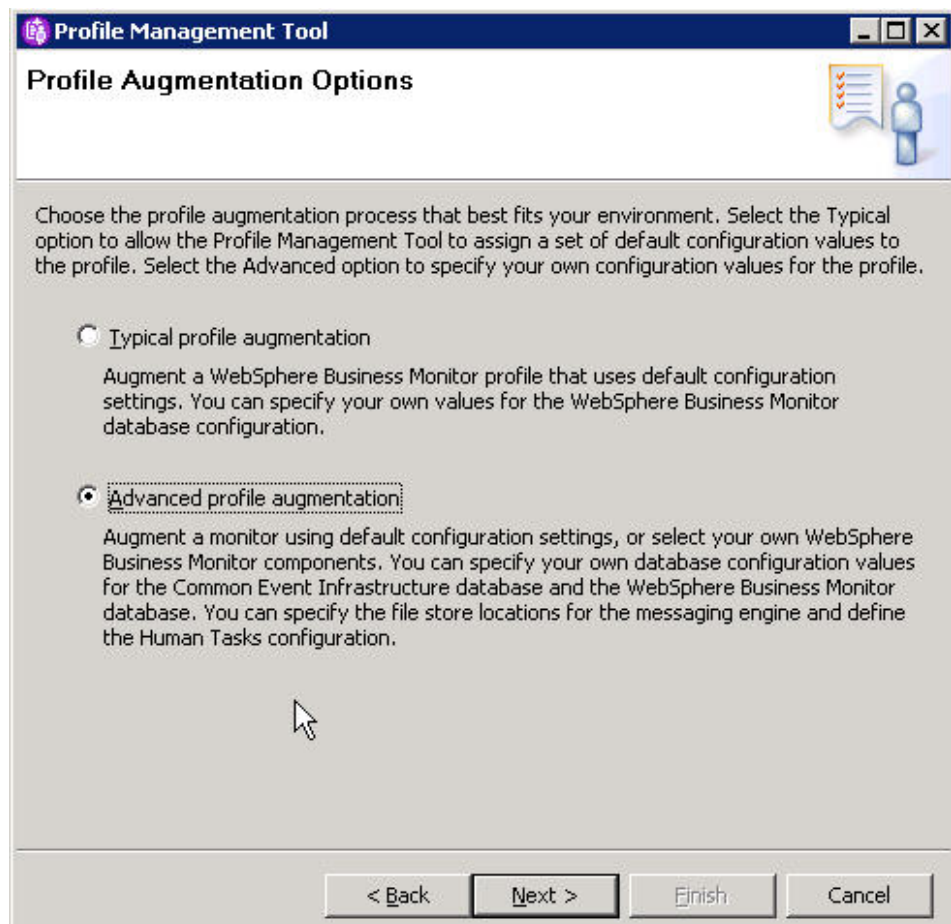 Profile Management Tool
Profile Augmentation Options
Choose the profile augmentation process that best fits your environment. Select the Typical
option to allow the Profile Management Tool to assign a set of default configuration values to
the profile. Select the Advanced option to specify your own configuration values for the profile.
Typical profile augmentation
Augment a WebSphere Business Monitor profile that uses default configuration
settings. You can specify your own values for the WebSphere Business Monitor
database configuration.
Advanced profile augmentation
Augment a monitor using default configuration settings, or select your own WebSphere
Business Monitor components. You can specify your own database configuration values
for the Common Event Infrastructure database and the WebSphere Business Monitor
database. You can specify the file store locations for the messaging engine and define
the Human Tasks configuration.
< Back Next > Finish Cancel